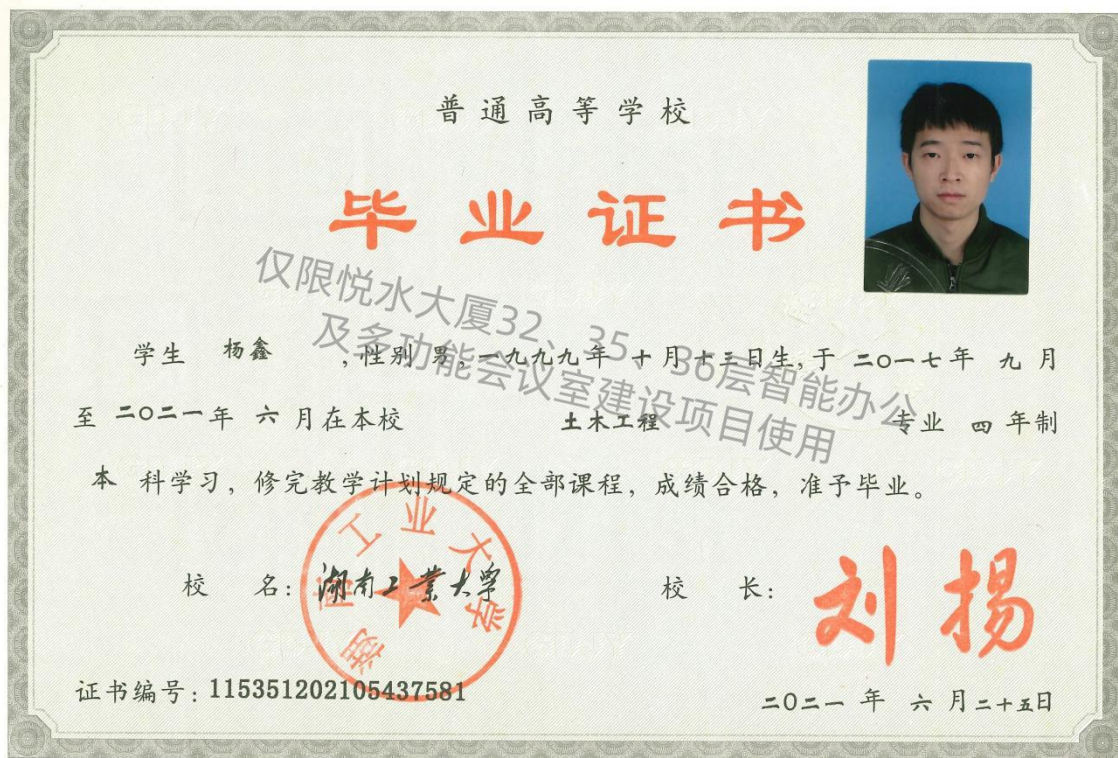 普通高等学校
毕业证书
仅限悦水大厦32、35、36层智能办公
及多功能会议室建设项目使用
学生 杨鑫 ,性别 男,一九九九年 十月十三日生,于 二〇一七年 九月
至 二〇二一年 六月在本校 土木工程 专业 四年制
本 科学习，修完教学计划规定的全部课程，成绩合格，准予毕业。
校 名：湖南工業大學 校 长：刘揚
湖南工业大学
证书编号：115351202105437581
二〇二一 年 六 月二十五日